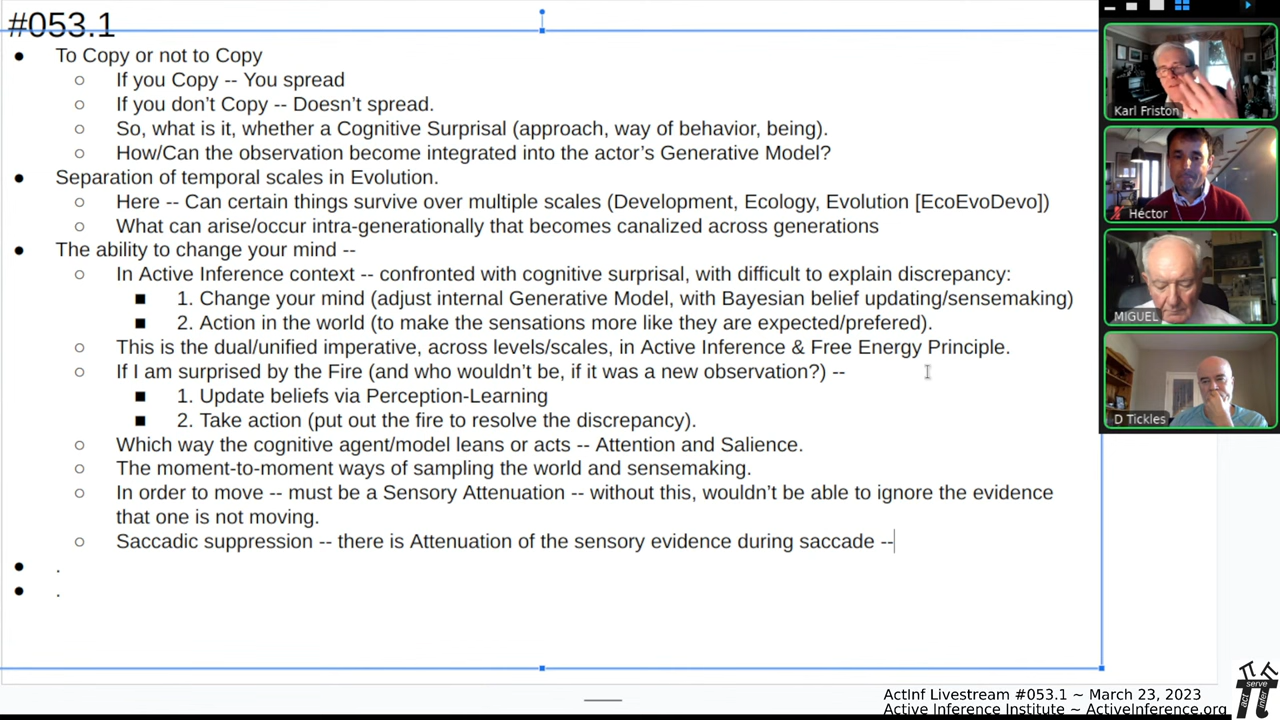 #053.1
● To Copy or not to Copy
○ If you Copy -- You spread
○ If you don’t Copy -- Doesn’t spread.
○ So, what is it, whether a Cognitive Surprisal (approach, way of behavior, being).
○ How/Can the observation become integrated into the actor’s Generative Model?
● Separation of temporal scales in Evolution.
○ Here -- Can certain things survive over multiple scales (Development, Ecology, Evolution [EcoEvoDevo])
○ What can arise/occur intra-generationally that becomes canalized across generations
● The ability to change your mind --
○ In Active Inference context -- confronted with cognitive surprisal, with difficult to explain discrepancy:
■ 1. Change your mind (adjust internal Generative Model, with Bayesian belief updating/sensemaking)
■ 2. Action in the world (to make the sensations more like they are expected/prefered).
○ This is the dual/unified imperative, across levels/scales, in Active Inference & Free Energy Principle.
○ If I am surprised by the Fire (and who wouldn’t be, if it was a new observation?) --
■ 1. Update beliefs via Perception-Learning
■ 2. Take action (put out the fire to resolve the discrepancy).
○ Which way the cognitive agent/model leans or acts -- Attention and Salience.
○ The moment-to-moment ways of sampling the world and sensemaking.
○ In order to move -- must be a Sensory Attenuation -- without this, wouldn’t be able to ignore the evidence
that one is not moving.
○ Saccadic suppression -- there is Attenuation of the sensory evidence during saccade --
● .
● .
Karl Friston
Héctor
MIGUEL
D Tickles
ActInf Livestream #053.1 ~ March 23, 2023
Active Inference Institute ~ ActiveInference.org
serve
act
infer